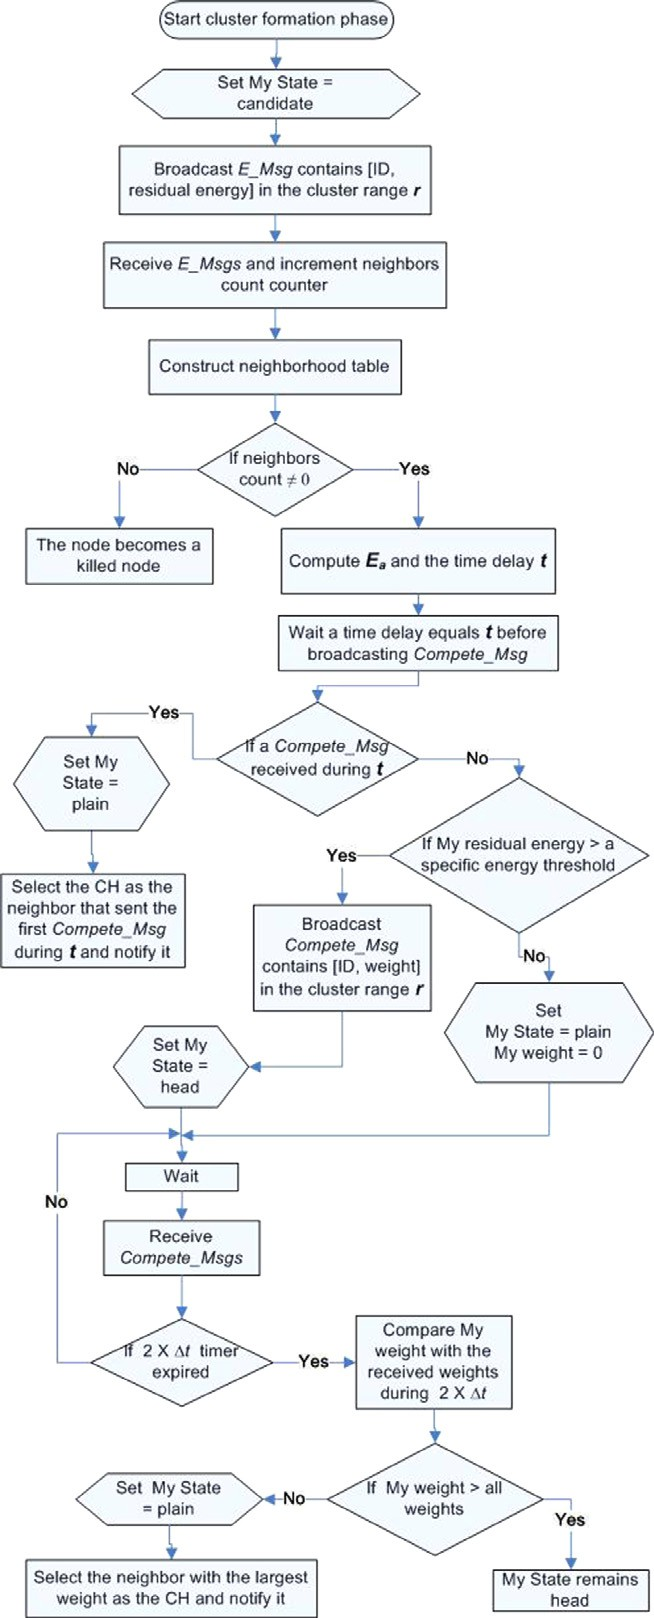 Start cluster formation phase
Set My State =
candidate
Broadcast E_Msg contains [ID,
residual energy] in the cluster range r
Receive E_Msgs and increment neighbors
count counter
Construct neighborhood table
If neighbors
count ≠ 0
No
Yes
The node becomes a
killed node
Compute Ea and the time delay t
Wait a time delay equals t before
broadcasting Compete_Msg
Yes
If a Compete_Msg
received during t
No
Set My
State =
plain
If My residual energy > a
specific energy threshold
Yes
Select the CH as the
neighbor that sent the
first Compete_Msg
during t and notify it
Broadcast
Compete_Msg
contains [ID, weight]
in the cluster range r
No
Set
My State = plain
My weight = 0
Set My
State =
head
Wait
No
Receive
Compete_Msgs
If 2 X Δt timer
expired
Yes
Compare My
weight with the
received weights
during 2 X Δt
If My weight > all
weights
No
Set My State
= plain
Yes
Select the neighbor with the largest
weight as the CH and notify it
My State remains
head